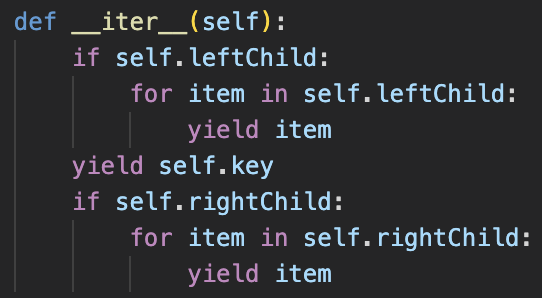 def __iter__(self):
    if self.leftChild:
        for item in self.leftChild:
            yield item
    yield self.key
    if self.rightChild:
        for item in self.rightChild:
            yield item